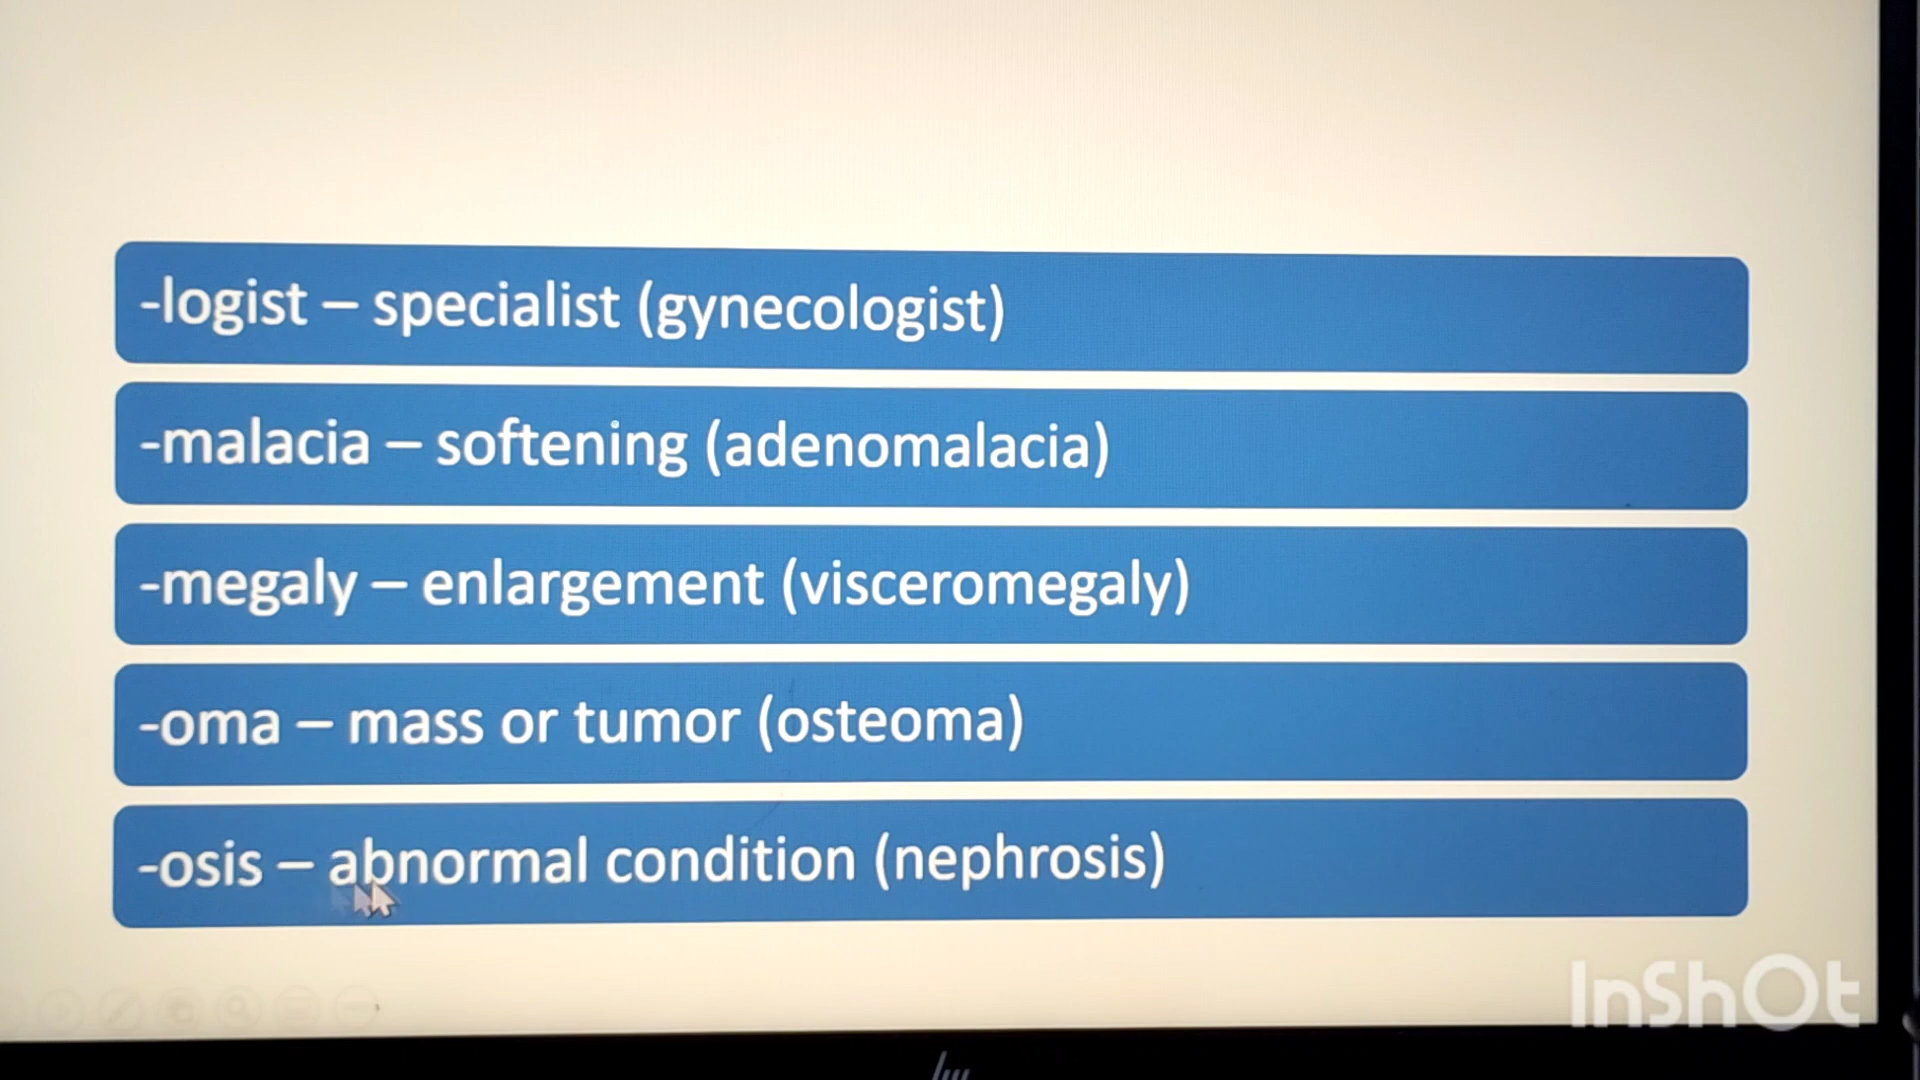 -logist – specialist (gynecologist)
-malacia – softening (adenomalacia)
-megaly – enlargement (visceromegaly)
-oma – mass or tumor (osteoma)
-osis – abnormal condition (nephrosis)
InShOt
hp